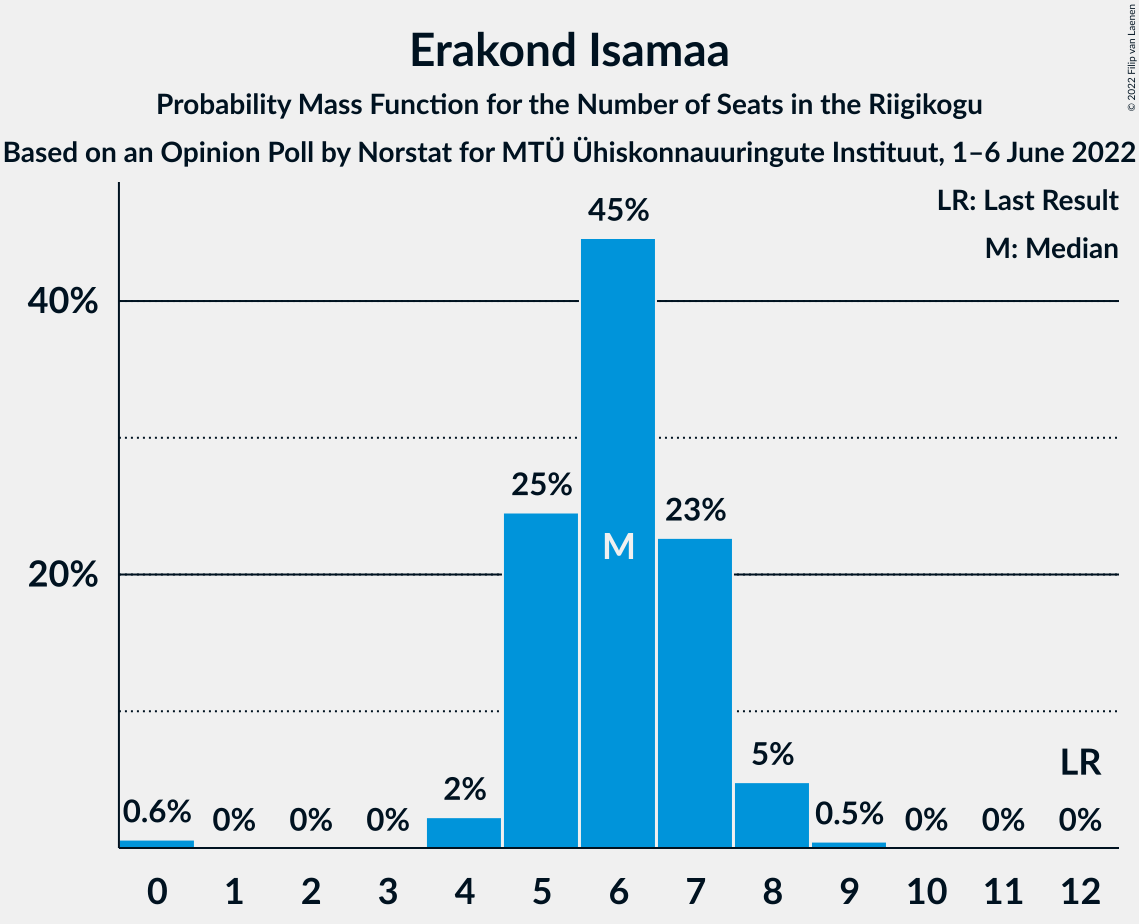 Erakond Isamaa
Probability Mass Function for the Number of Seats in the Riigikogu
Based on an Opinion Poll by Norstat for MTÜ Ühiskonnauuringute Instituut, 1–6 June 2022
© 2022 Filip van Laenen
LR: Last Result
M: Median
40%
20%
0.6%
0%
0%
0%
2%
25%
45%
M
23%
5%
0.5%
0%
0%
LR
0%
0 1 2 3 4 5 6 7 8 9 10 11 12